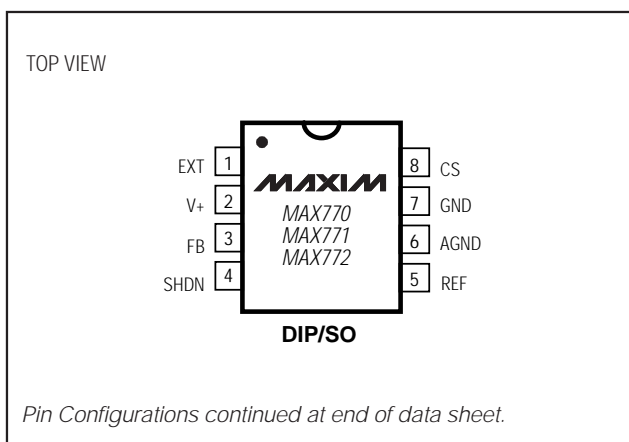 TOP VIEW
EXT 1
V+ 2
FB 3
SHDN 4
MAXIM
MAX770
MAX771
MAX772
8 CS
7 GND
6 AGND
5 REF
DIP/SO
Pin Configurations continued at end of data sheet.